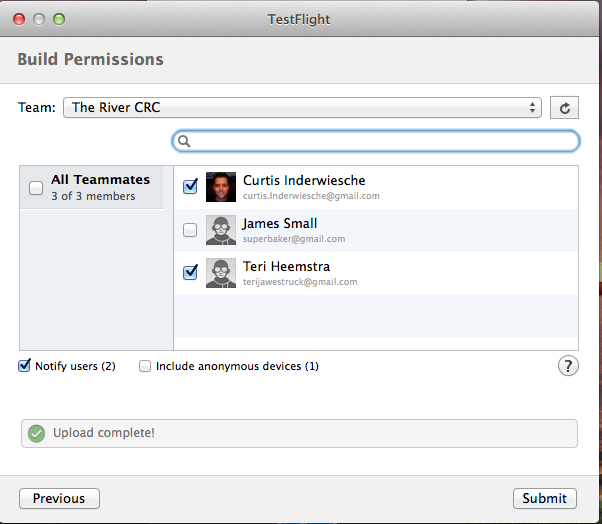 TestFlight
Build Permissions
Team: The River CRC
All Teammates
3 of 3 members
Curtis Inderwiesche
curtis.Inderwiesche@gmail.com
James Small
superbaker@gmail.com
Teri Heemstra
terijawestruck@gmail.com
Notify users (2) Include anonymous devices (1) ?
Upload complete!
Previous Submit